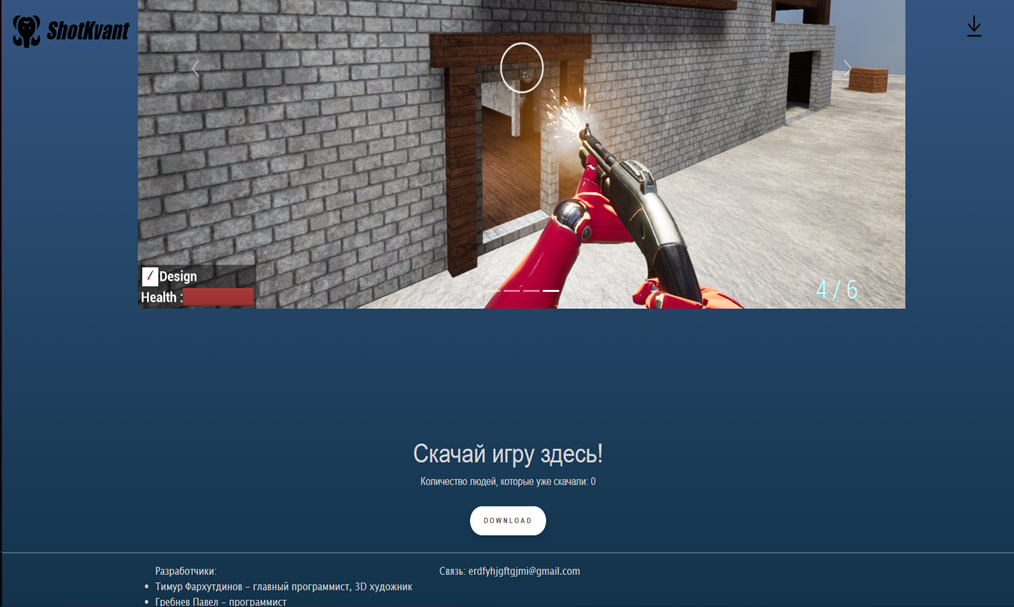 ShotKvant
Design
Health :
4 / 6
Скачай игру здесь!
Количество людей, которые уже скачали: 0
DOWNLOAD
Разработчики:
Связь: erdfyhjgftgjmi@gmail.com
• Тимур Фархутдинов – главный программист, 3D художник
• Гребнев Павел – программист